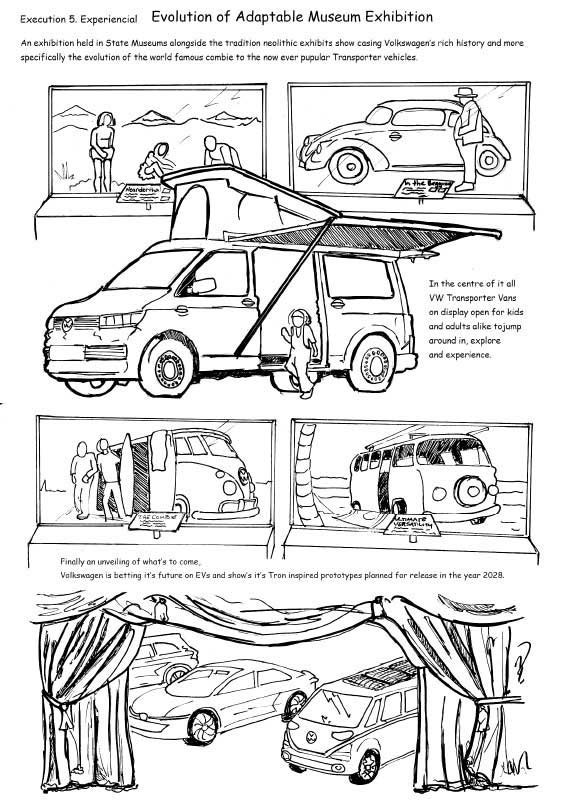 Execution 5. Experiencial Evolution of Adaptable Museum Exhibition
An exhibition held in State Museums alongside the tradition neolithic exhibits show casing Volkswagen's rich history and more
specifically the evolution of the world famous combie to the now ever pupular Transporter vehicles.
Neanderthal
In the Beginning
In the centre of it all
VW Transporter Vans
on display open for kids
and adults alike tojump
around in, explore
and experience.
THE COMBIE
ULTIMATE
VERSATILITY
Finally an unveiling of what's to come,
Volkswagen is betting it's future on EVs and show's it's Tron inspired prototypes planned for release in the year 2028.